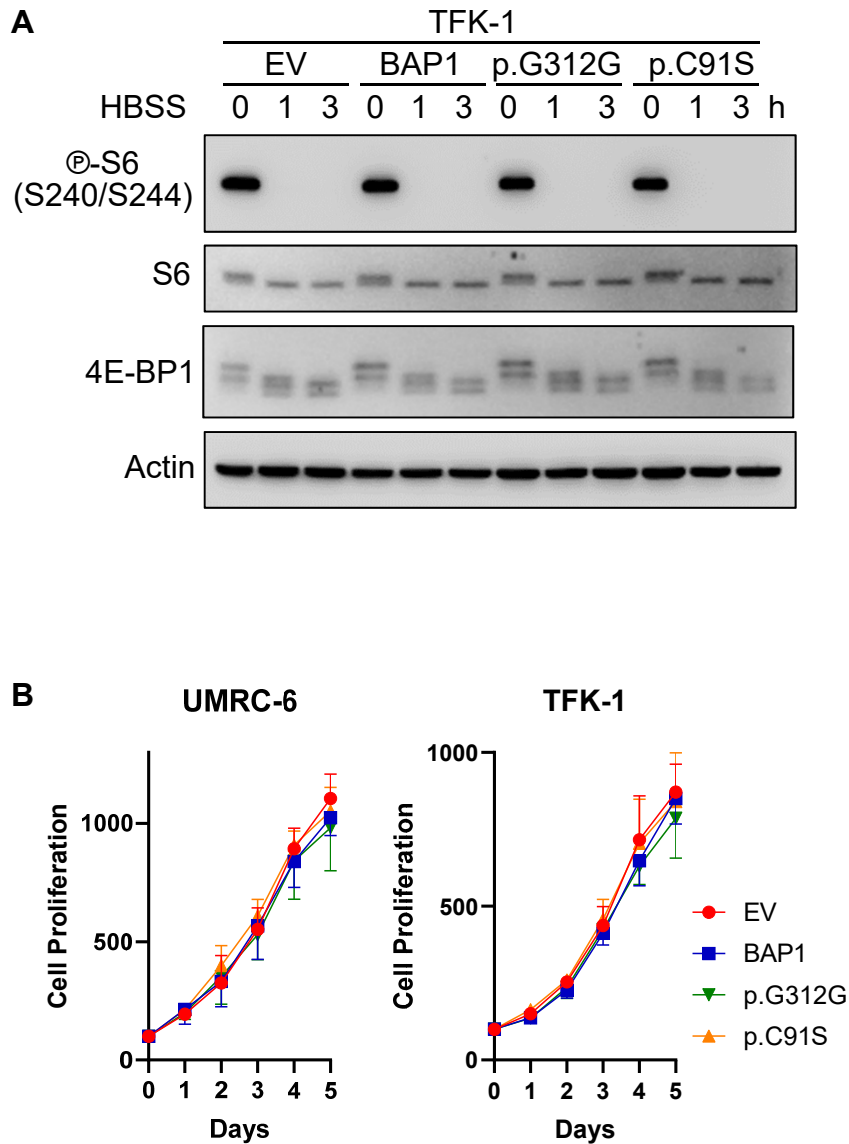 A
TFK-1
EV BAP1 p.G312G p.C91S
HBSS 0 1 3 0 1 3 0 1 3 0 1 3 h
Ⓟ-S6
(S240/S244)
S6
4E-BP1
Actin
B
UMRC-6
Cell Proliferation
1000
500
0
0 1 2 3 4 5
Days
TFK-1
Cell Proliferation
1000
500
0
0 1 2 3 4 5
Days
EV
BAP1
p.G312G
p.C91S